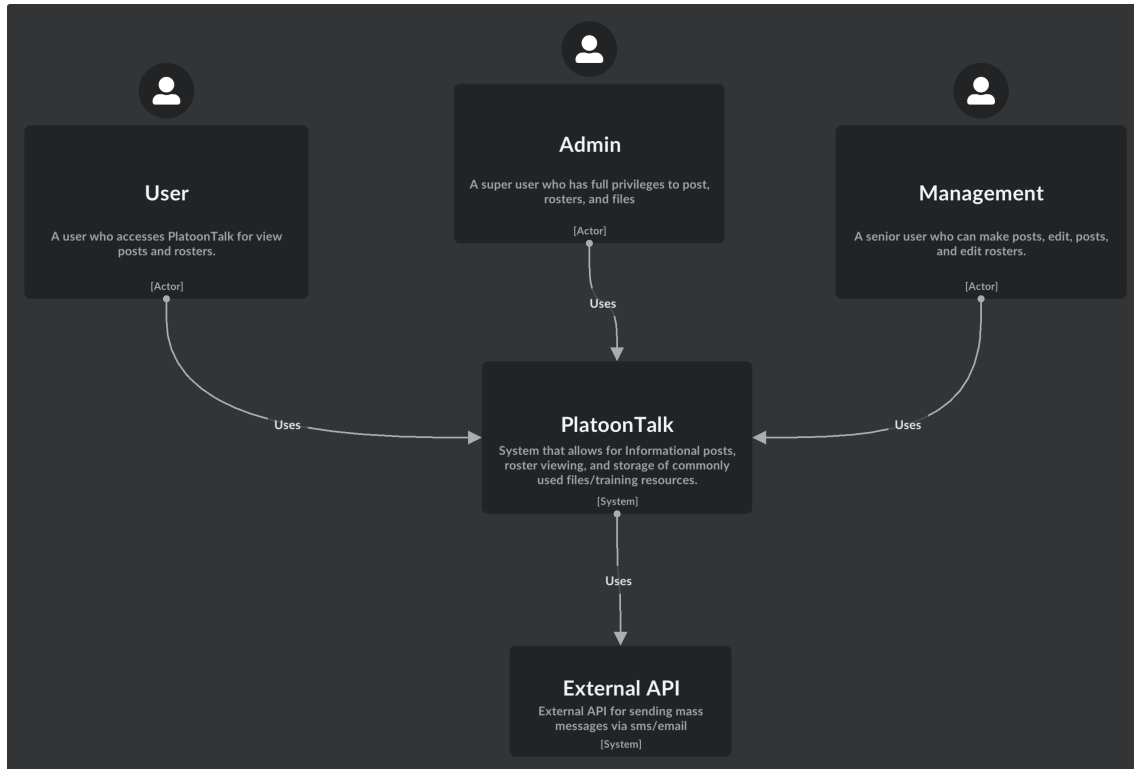 Admin
A super user who has full privileges to post,
rosters, and files
[Actor]
User
A user who accesses PlatoonTalk for view
posts and rosters.
[Actor]
Management
A senior user who can make posts, edit, posts,
and edit rosters.
[Actor]
Uses
Uses
Uses
PlatoonTalk
System that allows for Informational posts,
roster viewing, and storage of commonly
used files/training resources.
[System]
Uses
External API
External API for sending mass
messages via sms/email
[System]